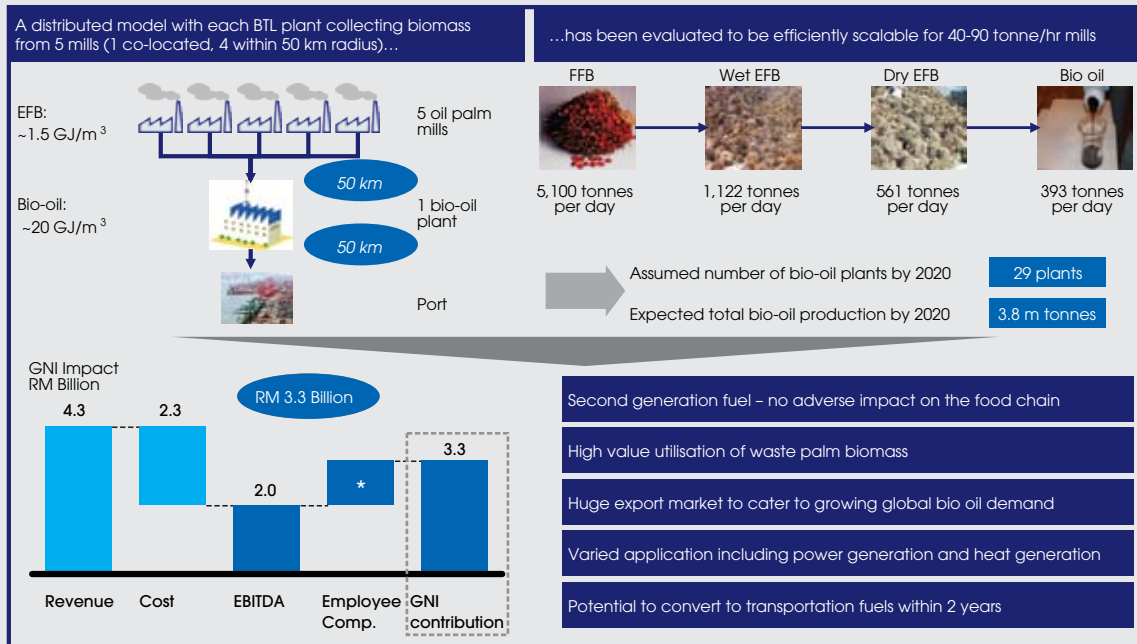 A distributed model with each BTL plant collecting biomass
from 5 mills (1 co-located, 4 within 50 km radius)…
…has been evaluated to be efficiently scalable for 40-90 tonne/hr mills
EFB:
~1.5 GJ/m³
5 oil palm
mills
50 km
Bio-oil:
~20 GJ/m³
1 bio-oil
plant
50 km
Port
FFB
Wet EFB
Dry EFB
Bio oil
5,100 tonnes
per day
1,122 tonnes
per day
561 tonnes
per day
393 tonnes
per day
Assumed number of bio-oil plants by 2020
29 plants
Expected total bio-oil production by 2020
3.8 m tonnes
GNI Impact
RM Billion
RM 3.3 Billion
4.3
2.3
2.0
*
3.3
Revenue
Cost
EBITDA
Employee
Comp.
GNI
contribution
Second generation fuel – no adverse impact on the food chain
High value utilisation of waste palm biomass
Huge export market to cater to growing global bio oil demand
Varied application including power generation and heat generation
Potential to convert to transportation fuels within 2 years